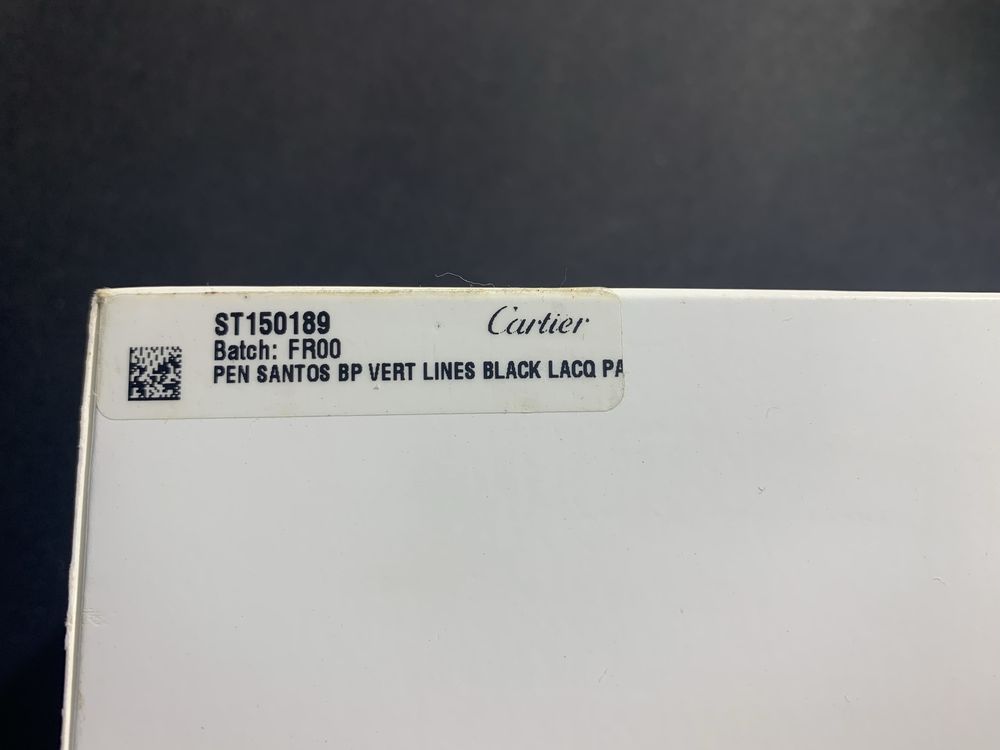 ST150189
Cartier
Batch: FR00
PEN SANTOS BP VERT LINES BLACK LACQ PA